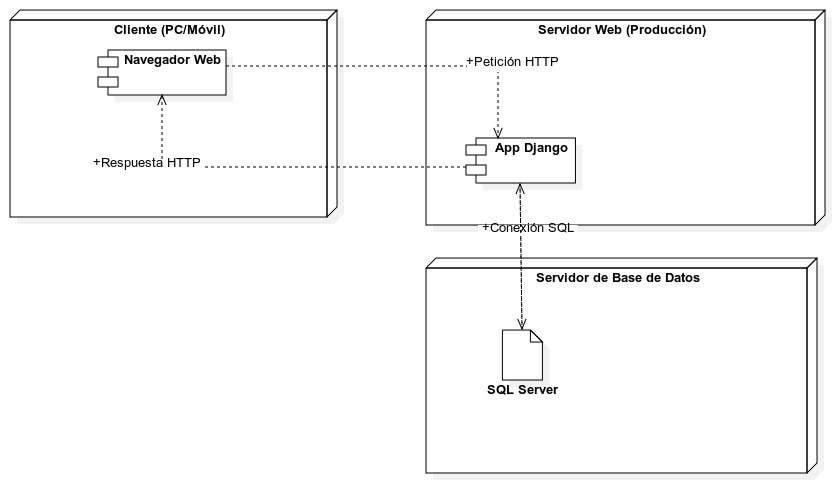 Cliente (PC/Móvil)
Navegador Web
+Respuesta HTTP
Servidor Web (Producción)
+Petición HTTP
App Django
+Conexión SQL
Servidor de Base de Datos
SQL Server